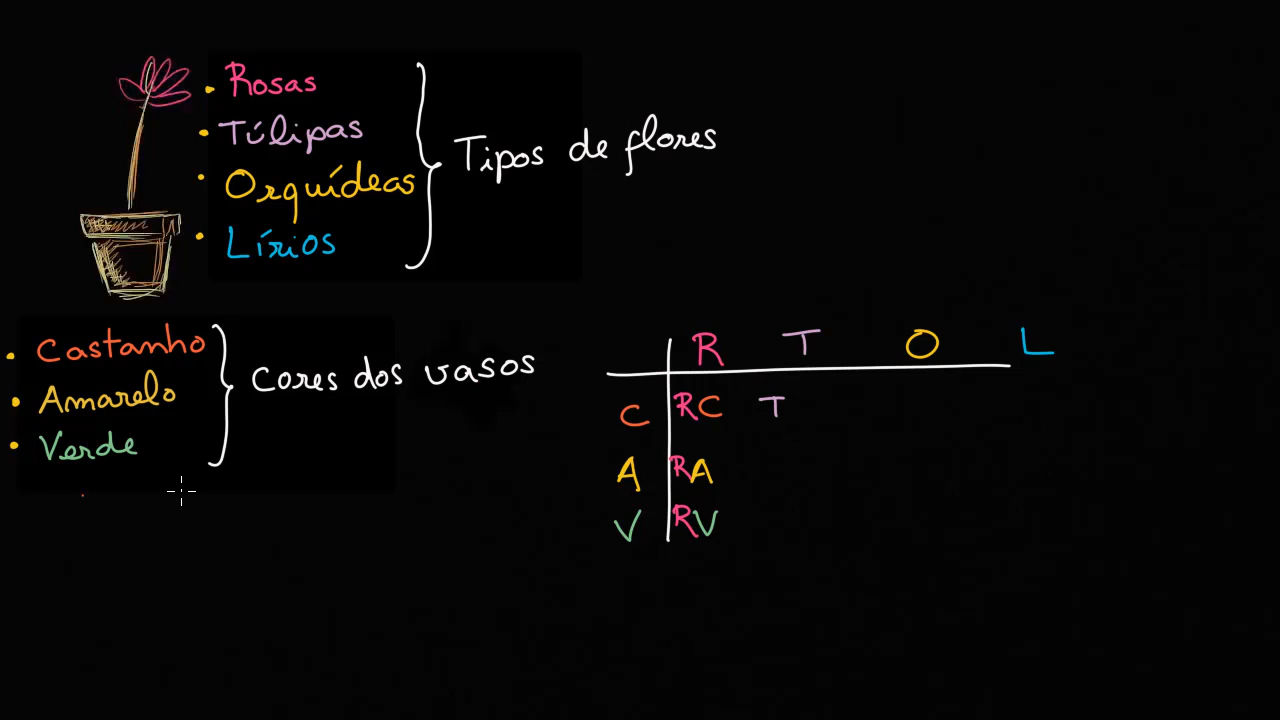 • Rosas
• Túlipas
• Orquídeas
• Lírios
Tipos de flores
• Castanho
• Amarelo
• Verde
Cores dos vasos
R T O L
C RC T
A RA
V RV